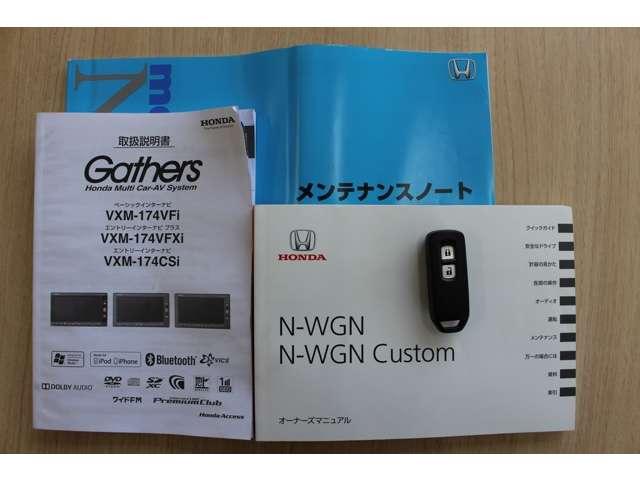 HONDA
取扱説明書
Gathers
Honda Multi Car-AV System
ベーシックインターナビ
VXM-174VFi
エントリーインターナビ プラス
VXM-174VFXi
エントリーインターナビ
VXM-174CSi
iPod iPhone
Bluetooth
VICS
DOLBY AUDIO
DVD
SD XC
ワイドFM
PremiumClub
Honda Access
メンテナンスノート
HONDA
N-WGN
N-WGN Custom
オーナーズマニュアル
クイックガイド
安全なドライブ
計器の見かた
各部の操作
オーディオ
運転
メンテナンス
万一の場合には
資料
索引